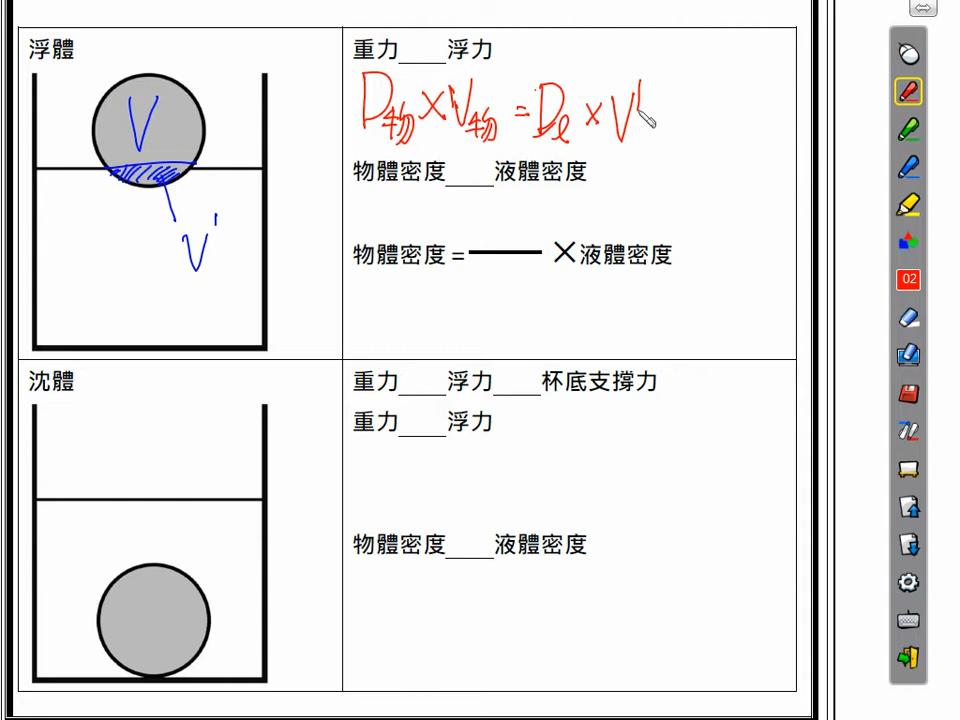 浮體
重力____浮力
V
D物×V物=Dℓ×V'
物體密度____液體密度
V'
物體密度=———×液體密度
沈體
重力____浮力____杯底支撐力
重力____浮力
物體密度____液體密度
02